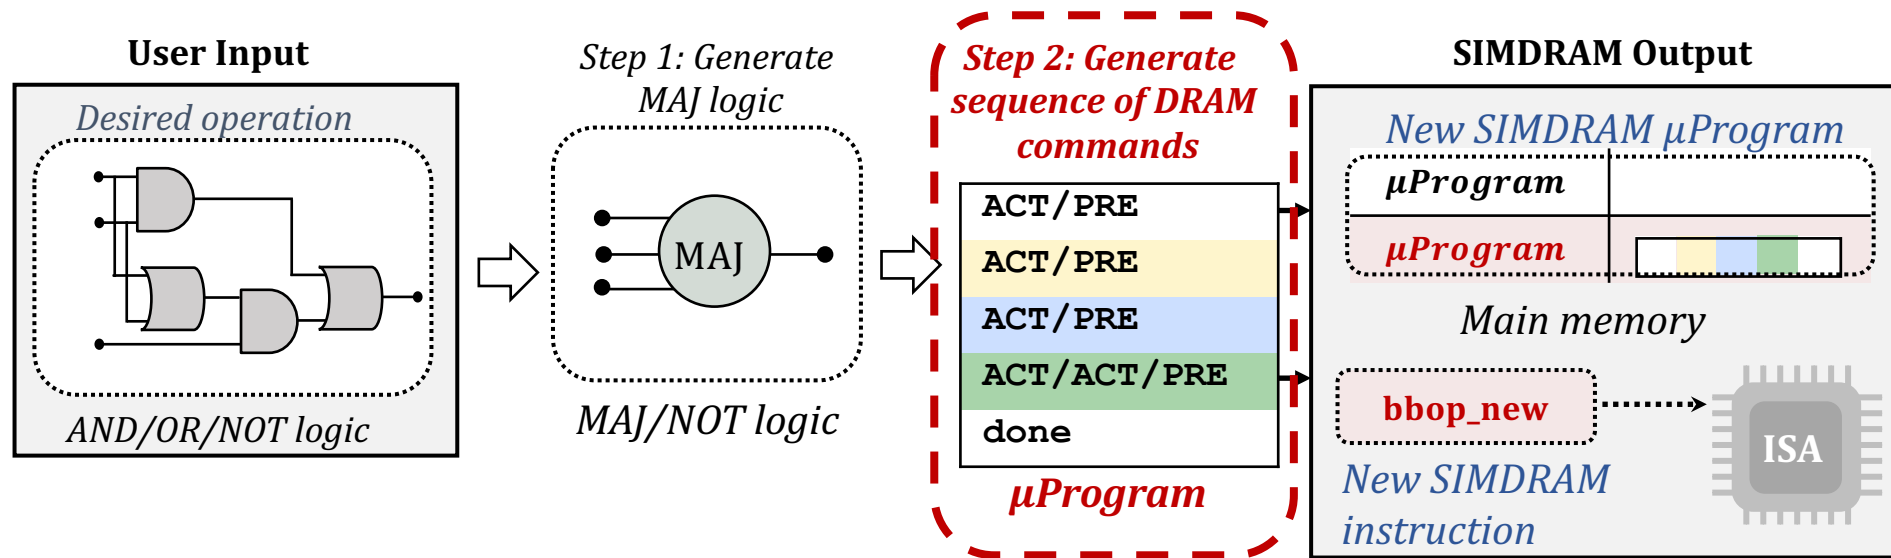 User Input
Desired operation
AND/OR/NOT logic
Step 1: Generate
MAJ logic
MAJ
MAJ/NOT logic
Step 2: Generate
sequence of DRAM
commands
ACT/PRE
ACT/PRE
ACT/PRE
ACT/ACT/PRE
done
μProgram
SIMDRAM Output
New SIMDRAM μProgram
μProgram
μProgram
Main memory
bbop_new
ISA
New SIMDRAM
instruction